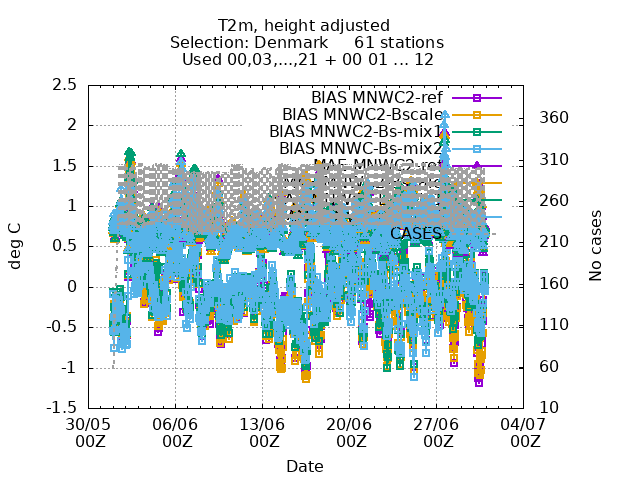 T2m, height adjusted
Selection: Denmark 61 stations
Used 00,03,...,21 + 00 01 ... 12
BIAS MNWC2-ref
BIAS MNWC2-Bscale
BIAS MNWC2-Bs-mix1
BIAS MNWC-Bs-mix2
MAE MNWC2-ref
CASES
deg C
2.5
2
1.5
1
0.5
0
-0.5
-1
-1.5
No cases
360
310
260
210
160
110
60
10
30/05 06/06 13/06 20/06 27/06 04/07
00Z 00Z 00Z 00Z 00Z 00Z
Date